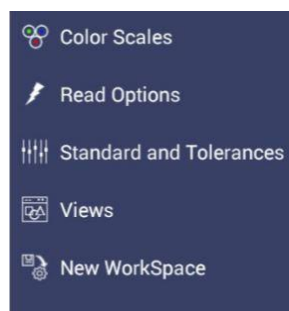 Color Scales
Read Options
Standard and Tolerances
Views
New WorkSpace